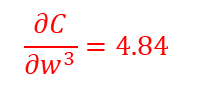 ∂C/∂w³ = 4.84